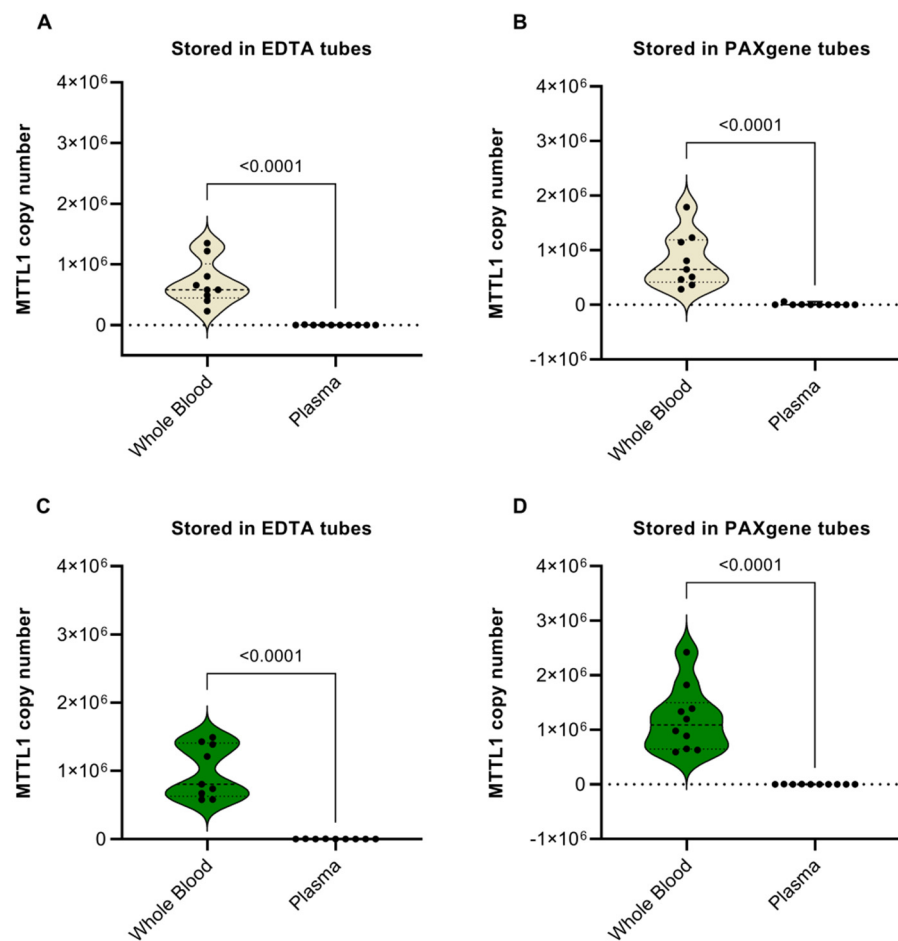 A
Stored in EDTA tubes
MTTL1 copy number
4×10⁶
3×10⁶
2×10⁶
1×10⁶
0
<0.0001
Whole Blood
Plasma
B
Stored in PAXgene tubes
MTTL1 copy number
4×10⁶
3×10⁶
2×10⁶
1×10⁶
0
-1×10⁶
<0.0001
Whole Blood
Plasma
C
Stored in EDTA tubes
MTTL1 copy number
4×10⁶
3×10⁶
2×10⁶
1×10⁶
0
<0.0001
Whole Blood
Plasma
D
Stored in PAXgene tubes
MTTL1 copy number
4×10⁶
3×10⁶
2×10⁶
1×10⁶
0
-1×10⁶
<0.0001
Whole Blood
Plasma